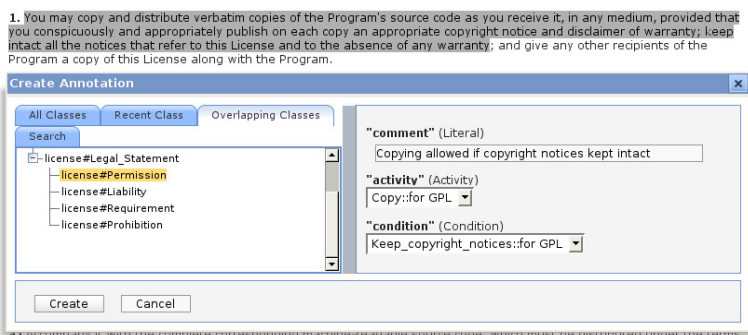 1. You may copy and distribute verbatim copies of the Program's source code as you receive it, in any medium, provided that
you conspicuously and appropriately publish on each copy an appropriate copyright notice and disclaimer of warranty; keep
intact all the notices that refer to this License and to the absence of any warranty; and give any other recipients of the
Program a copy of this License along with the Program.
Create Annotation
All Classes
Recent Class
Overlapping Classes
Search
license#Legal_Statement
license#Permission
license#Liability
license#Requirement
license#Prohibition
"comment" (Literal)
Copying allowed if copyright notices kept intact
"activity" (Activity)
Copy::for GPL
"condition" (Condition)
Keep_copyright_notices::for GPL
Create
Cancel